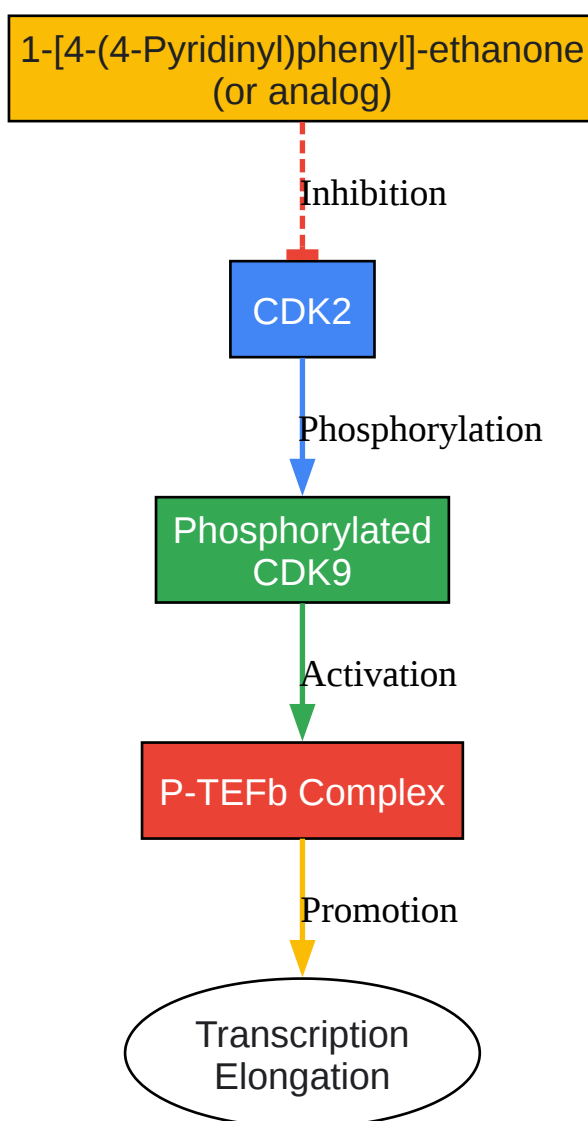 1-[4-(4-Pyridinyl)phenyl]-ethanone
(or analog)
Inhibition
CDK2
Phosphorylation
Phosphorylated
CDK9
Activation
P-TEFb Complex
Promotion
Transcription
Elongation